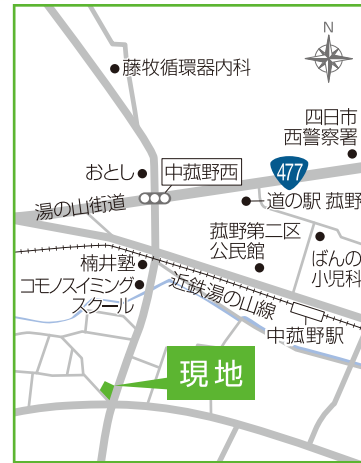 N
藤牧循環器内科
四日市
西警察署
おとし
中菰野西
477
湯の山街道
道の駅 菰野
菰野第二区
公民館
ばんの
小児科
楠井塾
コモノスイミング
スクール
近鉄湯の山線
中菰野駅
現地